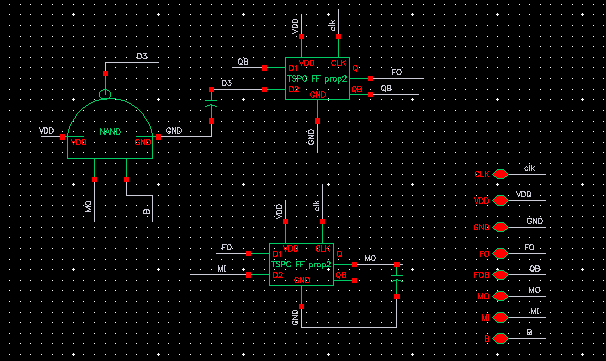 VDD
clk
D3
QB
D1
VDD
CLK
Q
FO
D3
D2
TSPC FF prop2
QB
QB
GND
GND
NAND
VDD
VDD
GND
GND
MO
B
CLK
clk
VDD
VDD
GND
GND
VDD
clk
FO
D1
VDD
CLK
Q
MO
TSPC FF prop2
MI
D2
GND
QB
GND
FO
FO
FOB
QB
MO
MO
MI
MI
B
B